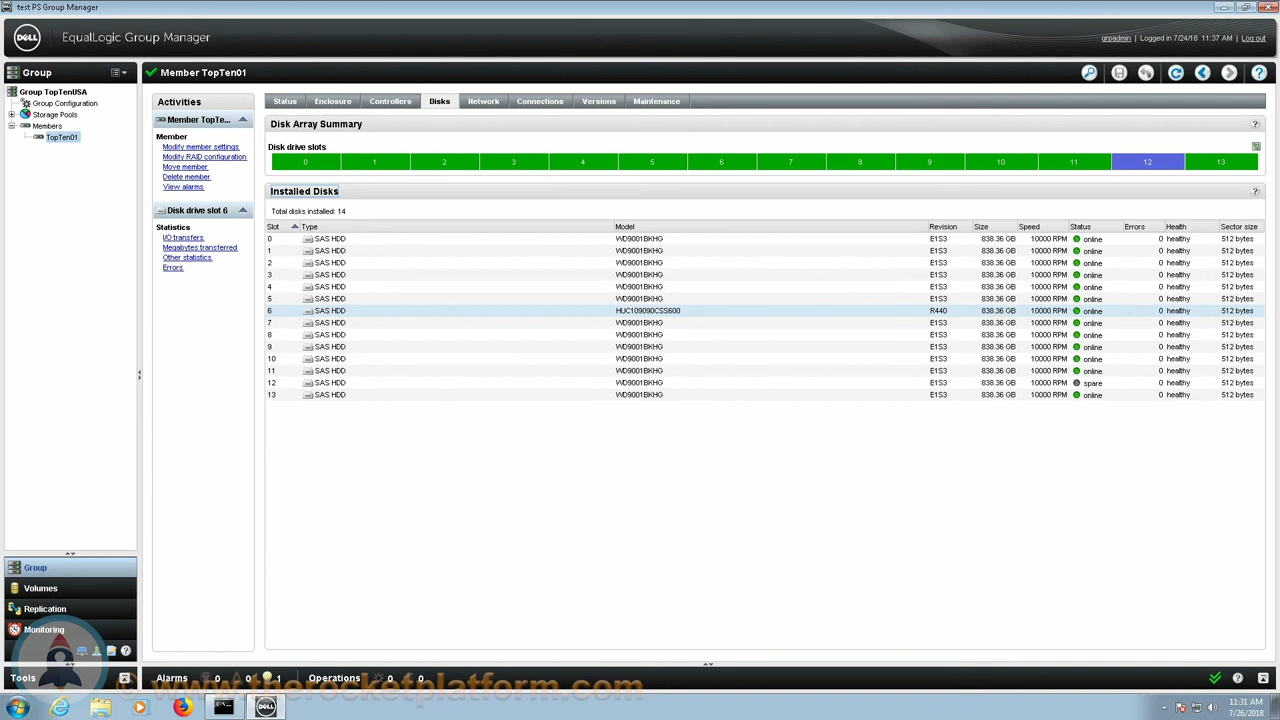 test PS Group Manager
DELL EqualLogic Group Manager
grpadmin | Logged in 7/24/18 11:37 AM | Log out
Group
Member TopTen01
Group TopTenUSA
Group Configuration
Storage Pools
Members
TopTen01
Activities
Member TopTe...
Member
Modify member settings
Modify RAID configuration
Move member
Delete member
View alarms
Disk drive slot 6
Statistics
I/O transfers
Megabytes transferred
Other statistics
Errors
Status Enclosure Controllers Disks Network Connections Versions Maintenance
Disk Array Summary
Disk drive slots
0 1 2 3 4 5 6 7 8 9 10 11 12 13
Installed Disks
Total disks installed: 14
Slot Type Model Revision Size Speed Status Errors Health Sector size
0 SAS HDD WD9001BKHG E1S3 838.36 GB 10000 RPM online 0 healthy 512 bytes
1 SAS HDD WD9001BKHG E1S3 838.36 GB 10000 RPM online 0 healthy 512 bytes
2 SAS HDD WD9001BKHG E1S3 838.36 GB 10000 RPM online 0 healthy 512 bytes
3 SAS HDD WD9001BKHG E1S3 838.36 GB 10000 RPM online 0 healthy 512 bytes
4 SAS HDD WD9001BKHG E1S3 838.36 GB 10000 RPM online 0 healthy 512 bytes
5 SAS HDD WD9001BKHG E1S3 838.36 GB 10000 RPM online 0 healthy 512 bytes
6 SAS HDD HUC109090CSS600 R440 838.36 GB 10000 RPM online 0 healthy 512 bytes
7 SAS HDD WD9001BKHG E1S3 838.36 GB 10000 RPM online 0 healthy 512 bytes
8 SAS HDD WD9001BKHG E1S3 838.36 GB 10000 RPM online 0 healthy 512 bytes
9 SAS HDD WD9001BKHG E1S3 838.36 GB 10000 RPM online 0 healthy 512 bytes
10 SAS HDD WD9001BKHG E1S3 838.36 GB 10000 RPM online 0 healthy 512 bytes
11 SAS HDD WD9001BKHG E1S3 838.36 GB 10000 RPM online 0 healthy 512 bytes
12 SAS HDD WD9001BKHG E1S3 838.36 GB 10000 RPM spare 0 healthy 512 bytes
13 SAS HDD WD9001BKHG E1S3 838.36 GB 10000 RPM online 0 healthy 512 bytes
Group
Volumes
Replication
Monitoring
Tools
Alarms 0 0 1 Operations 0 0
© www.therocketplatform.com
DELL
11:31 AM
7/26/2018